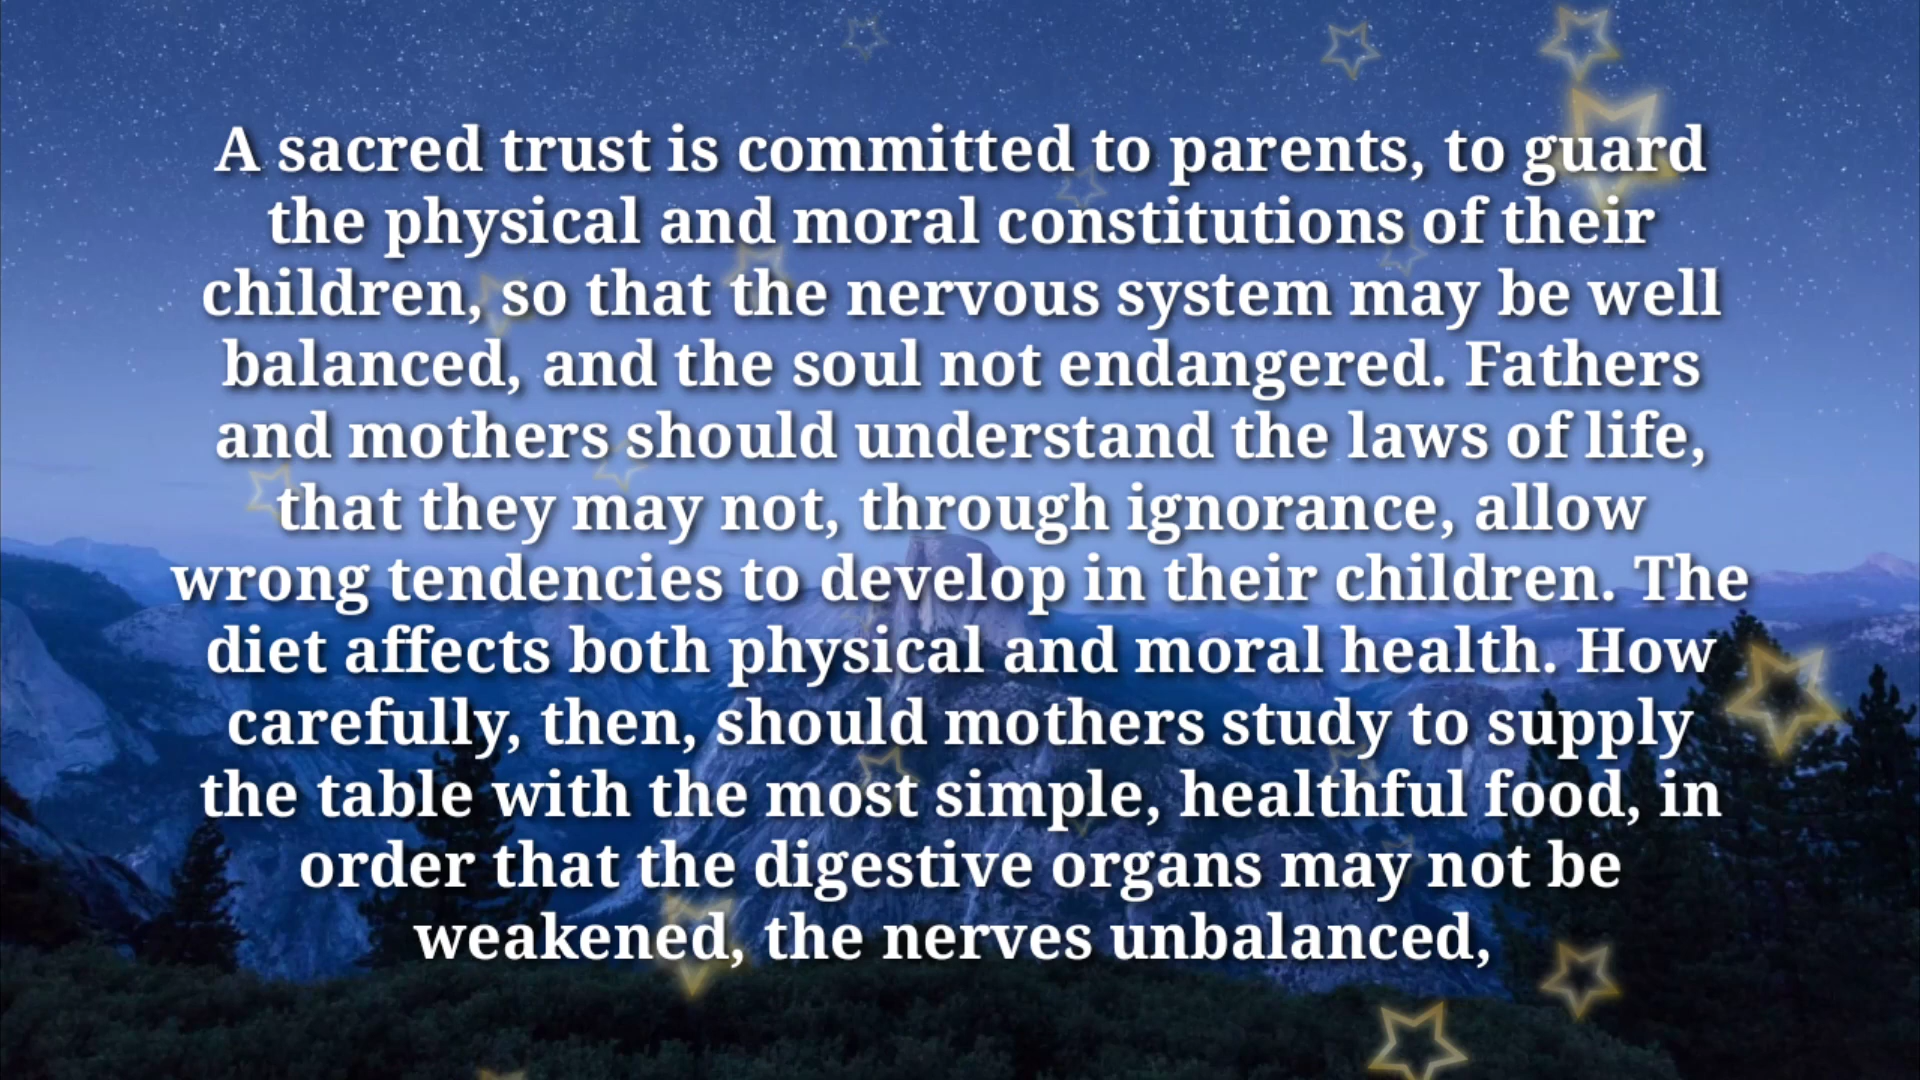 A sacred trust is committed to parents, to guard
the physical and moral constitutions of their
children, so that the nervous system may be well
balanced, and the soul not endangered. Fathers
and mothers should understand the laws of life,
that they may not, through ignorance, allow
wrong tendencies to develop in their children. The
diet affects both physical and moral health. How
carefully, then, should mothers study to supply
the table with the most simple, healthful food, in
order that the digestive organs may not be
weakened, the nerves unbalanced,